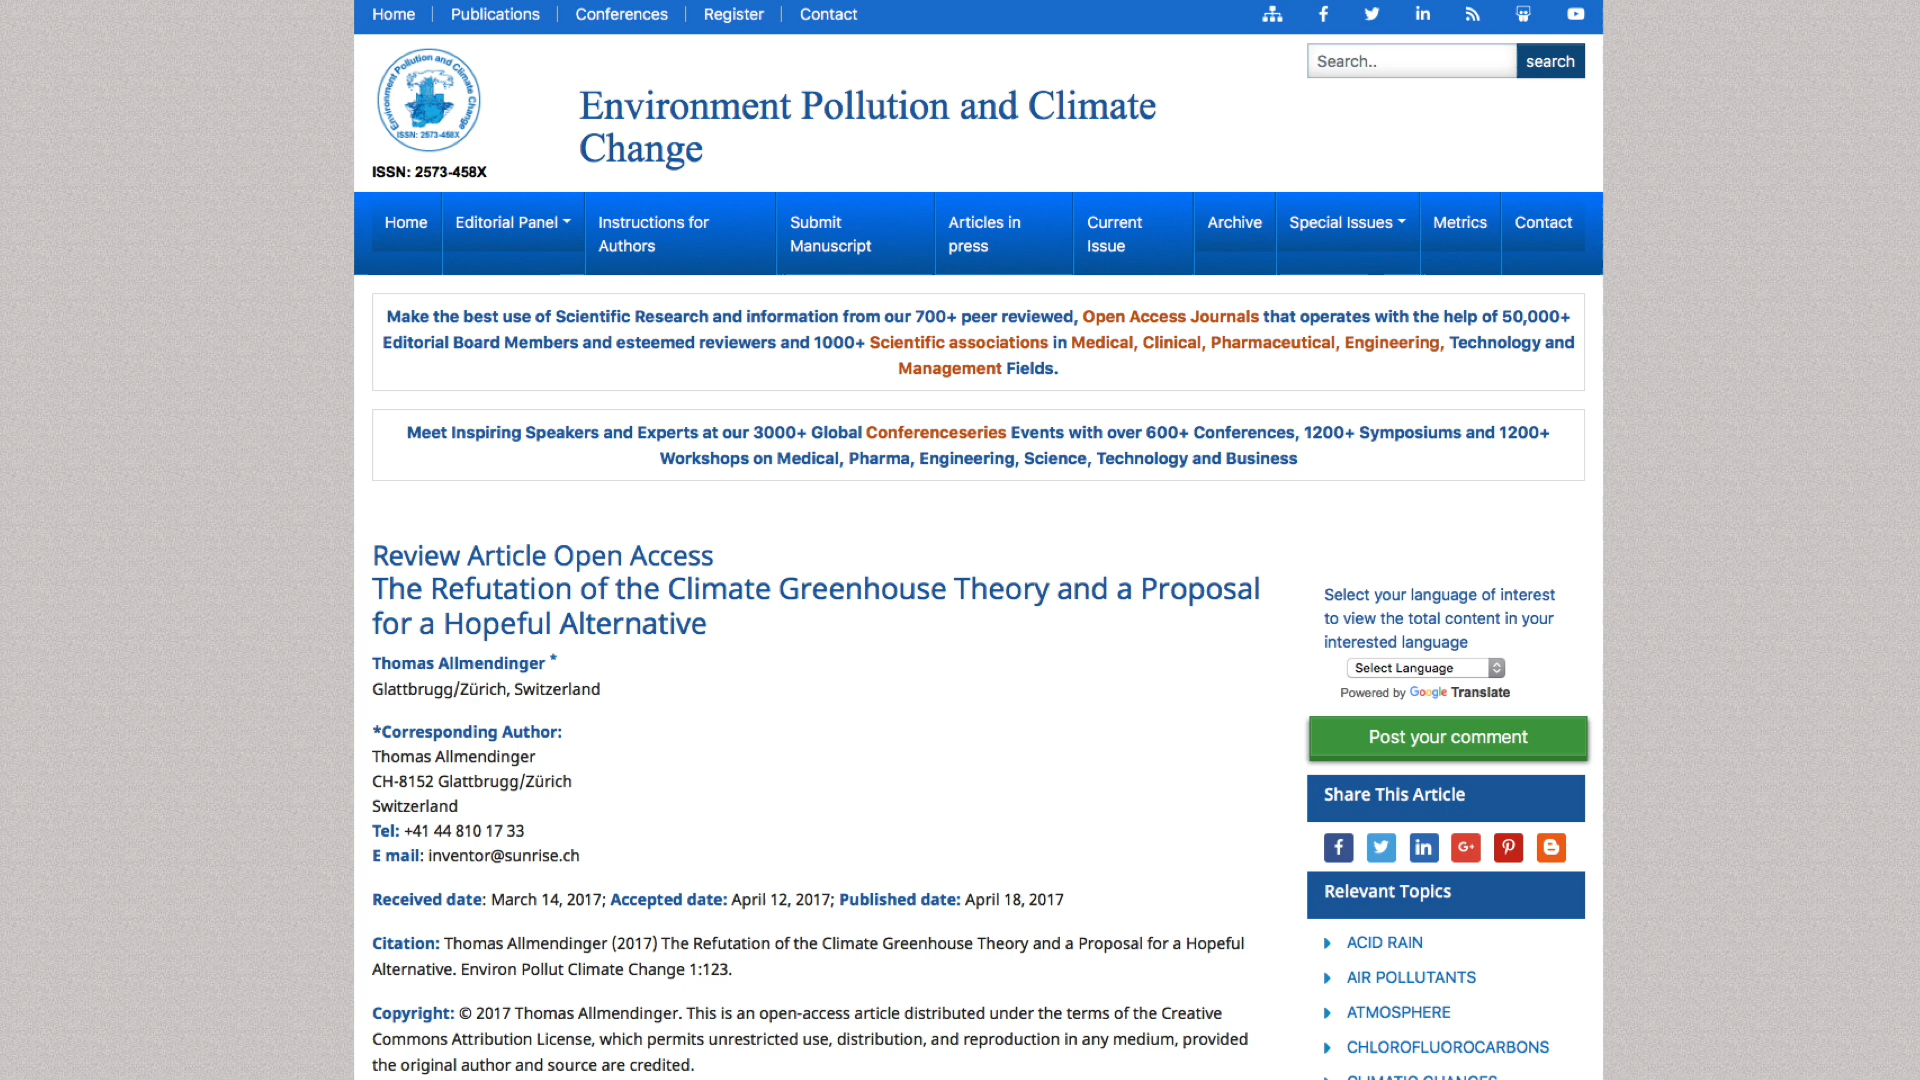 Home
Publications
Conferences
Register
Contact
Search..
search
Environment Pollution and Climate Change
ISSN: 2573-458X
Environment Pollution and Climate
Change
ISSN: 2573-458X
Home
Editorial Panel
Instructions for
Authors
Submit
Manuscript
Articles in
press
Current
Issue
Archive
Special Issues
Metrics
Contact
Make the best use of Scientific Research and information from our 700+ peer reviewed, Open Access Journals that operates with the help of 50,000+
Editorial Board Members and esteemed reviewers and 1000+ Scientific associations in Medical, Clinical, Pharmaceutical, Engineering, Technology and
Management Fields.
Meet Inspiring Speakers and Experts at our 3000+ Global Conferenceseries Events with over 600+ Conferences, 1200+ Symposiums and 1200+
Workshops on Medical, Pharma, Engineering, Science, Technology and Business
Review Article Open Access
The Refutation of the Climate Greenhouse Theory and a Proposal
for a Hopeful Alternative
Thomas Allmendinger *
Glattbrugg/Zürich, Switzerland
*Corresponding Author:
Thomas Allmendinger
CH-8152 Glattbrugg/Zürich
Switzerland
Tel: +41 44 810 17 33
E mail: inventor@sunrise.ch
Received date: March 14, 2017; Accepted date: April 12, 2017; Published date: April 18, 2017
Citation: Thomas Allmendinger (2017) The Refutation of the Climate Greenhouse Theory and a Proposal for a Hopeful
Alternative. Environ Pollut Climate Change 1:123.
Copyright: © 2017 Thomas Allmendinger. This is an open-access article distributed under the terms of the Creative
Commons Attribution License, which permits unrestricted use, distribution, and reproduction in any medium, provided
the original author and source are credited.
Select your language of interest
to view the total content in your
interested language
Select Language
Powered by Google Translate
Post your comment
Share This Article
Relevant Topics
ACID RAIN
AIR POLLUTANTS
ATMOSPHERE
CHLOROFLUOROCARBONS
CLIMATIC CHANGES